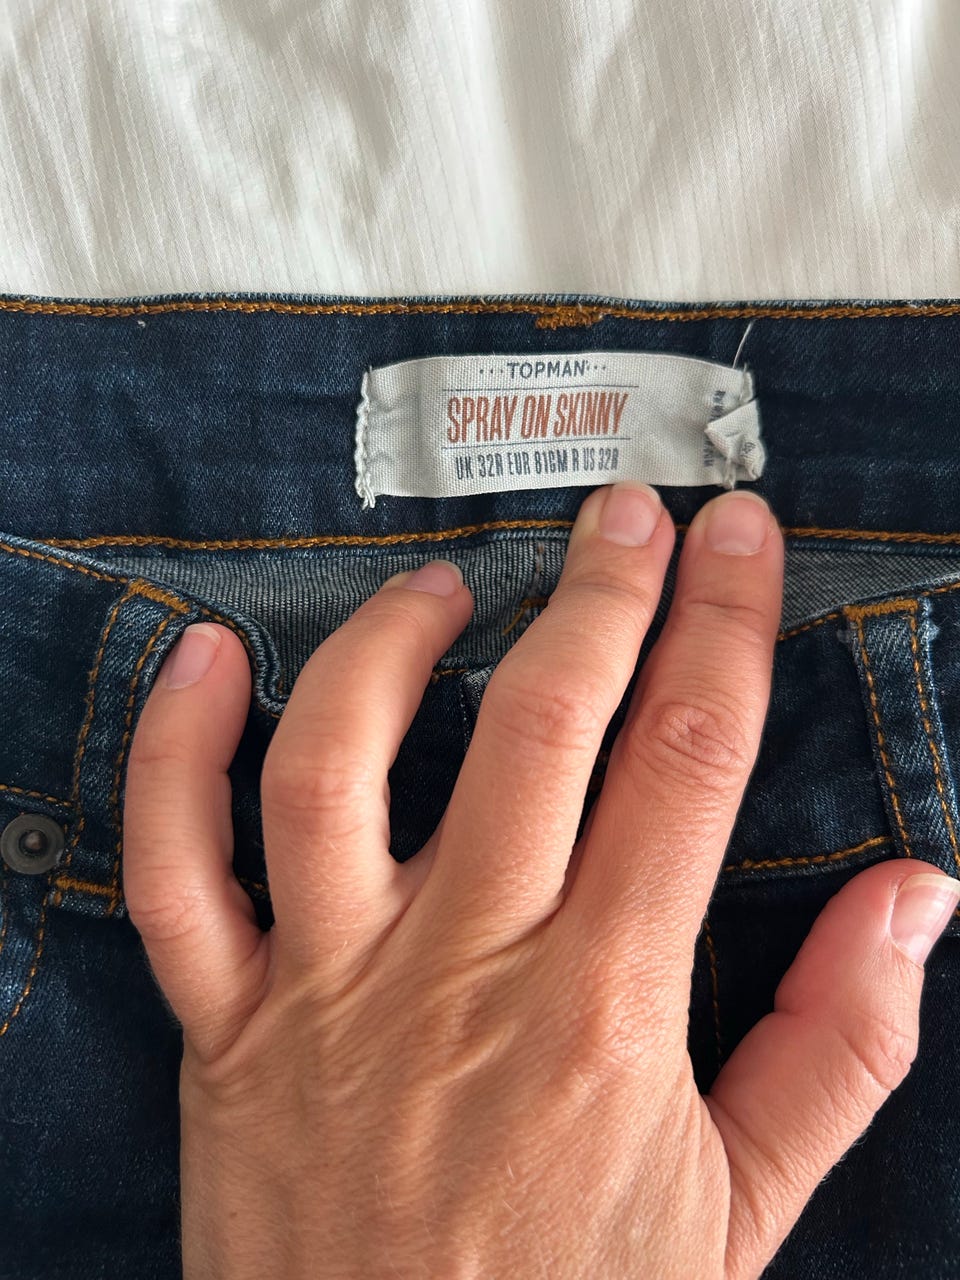 ···TOPMAN···
SPRAY ON SKINNY
UK 32R EUR 81CM R US 32R